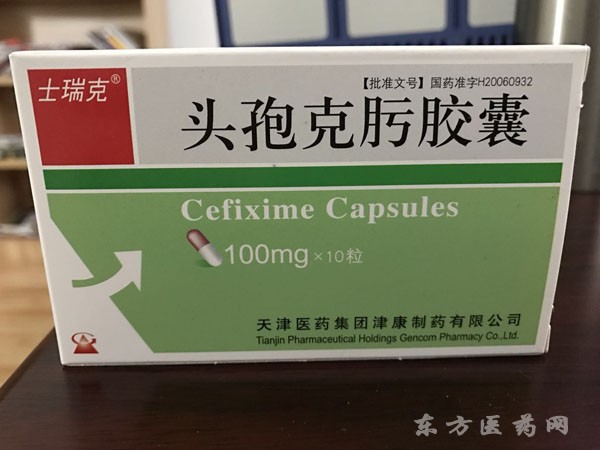 士瑞克®
【批准文号】国药准字H20060932
头孢克肟胶囊
Cefixime Capsules
100mg×10粒
天津医药集团津康制药有限公司
Tianjin Pharmaceutical Holdings Gencom Pharmacy Co.,Ltd.
东方医药网